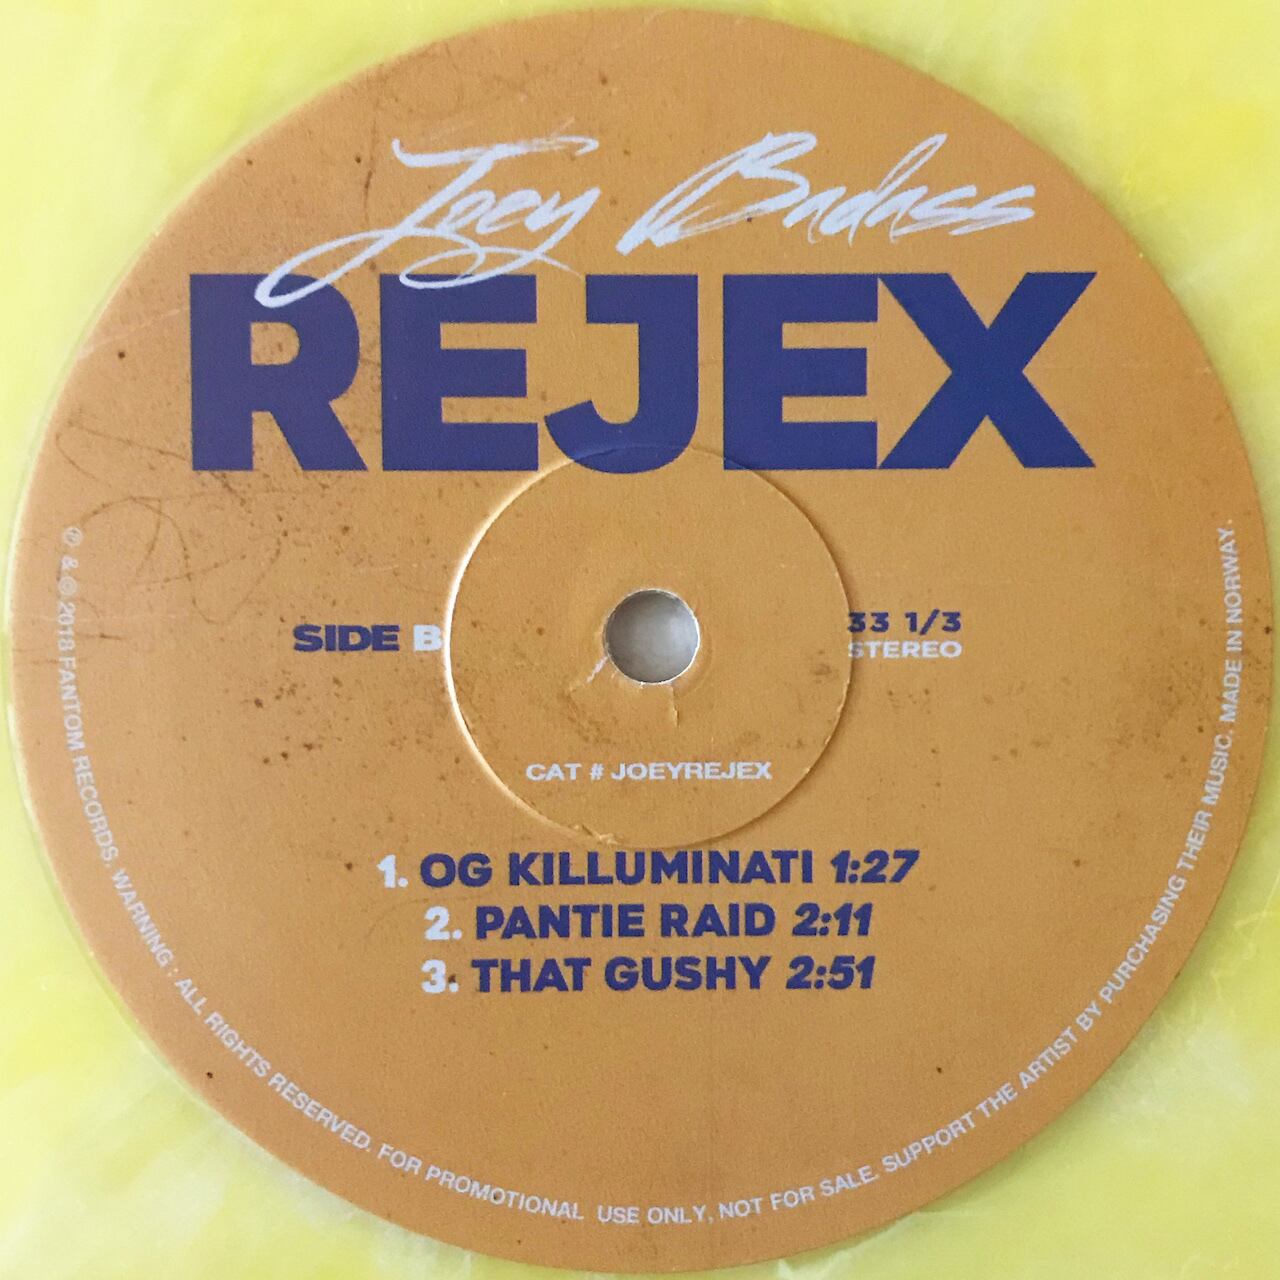 Joey Badass
REJEX
SIDE B
33 1/3
STEREO
CAT # JOEYREJEX
1. OG KILLUMINATI 1:27
2. PANTIE RAID 2:11
3. THAT GUSHY 2:51
℗ & © 2018 FANTOM RECORDS. WARNING : ALL RIGHTS RESERVED. FOR PROMOTIONAL USE ONLY, NOT FOR SALE. SUPPORT THE ARTIST BY PURCHASING THEIR MUSIC. MADE IN NORWAY.